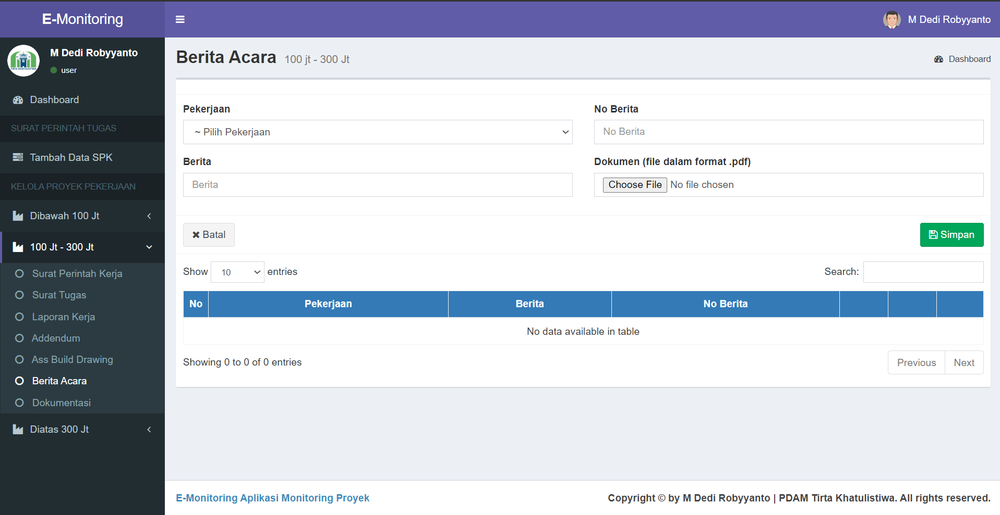 E-Monitoring
M Dedi Robyyanto
TIRTA KHATULISTIWA
M Dedi Robyyanto
user
Dashboard
SURAT PERINTAH TUGAS
Tambah Data SPK
KELOLA PROYEK PEKERJAAN
Dibawah 100 Jt
100 Jt - 300 Jt
Surat Perintah Kerja
Surat Tugas
Laporan Kerja
Addendum
Ass Build Drawing
Berita Acara
Dokumentasi
Diatas 300 Jt
Berita Acara 100 jt - 300 Jt
Dashboard
Pekerjaan
~ Pilih Pekerjaan
No Berita
No Berita
Berita
Berita
Dokumen (file dalam format .pdf)
Choose File No file chosen
Batal
Simpan
Show 10 entries
Search:
No Pekerjaan Berita No Berita
No data available in table
Showing 0 to 0 of 0 entries
Previous Next
E-Monitoring Aplikasi Monitoring Proyek
Copyright © by M Dedi Robyyanto | PDAM Tirta Khatulistiwa. All rights reserved.